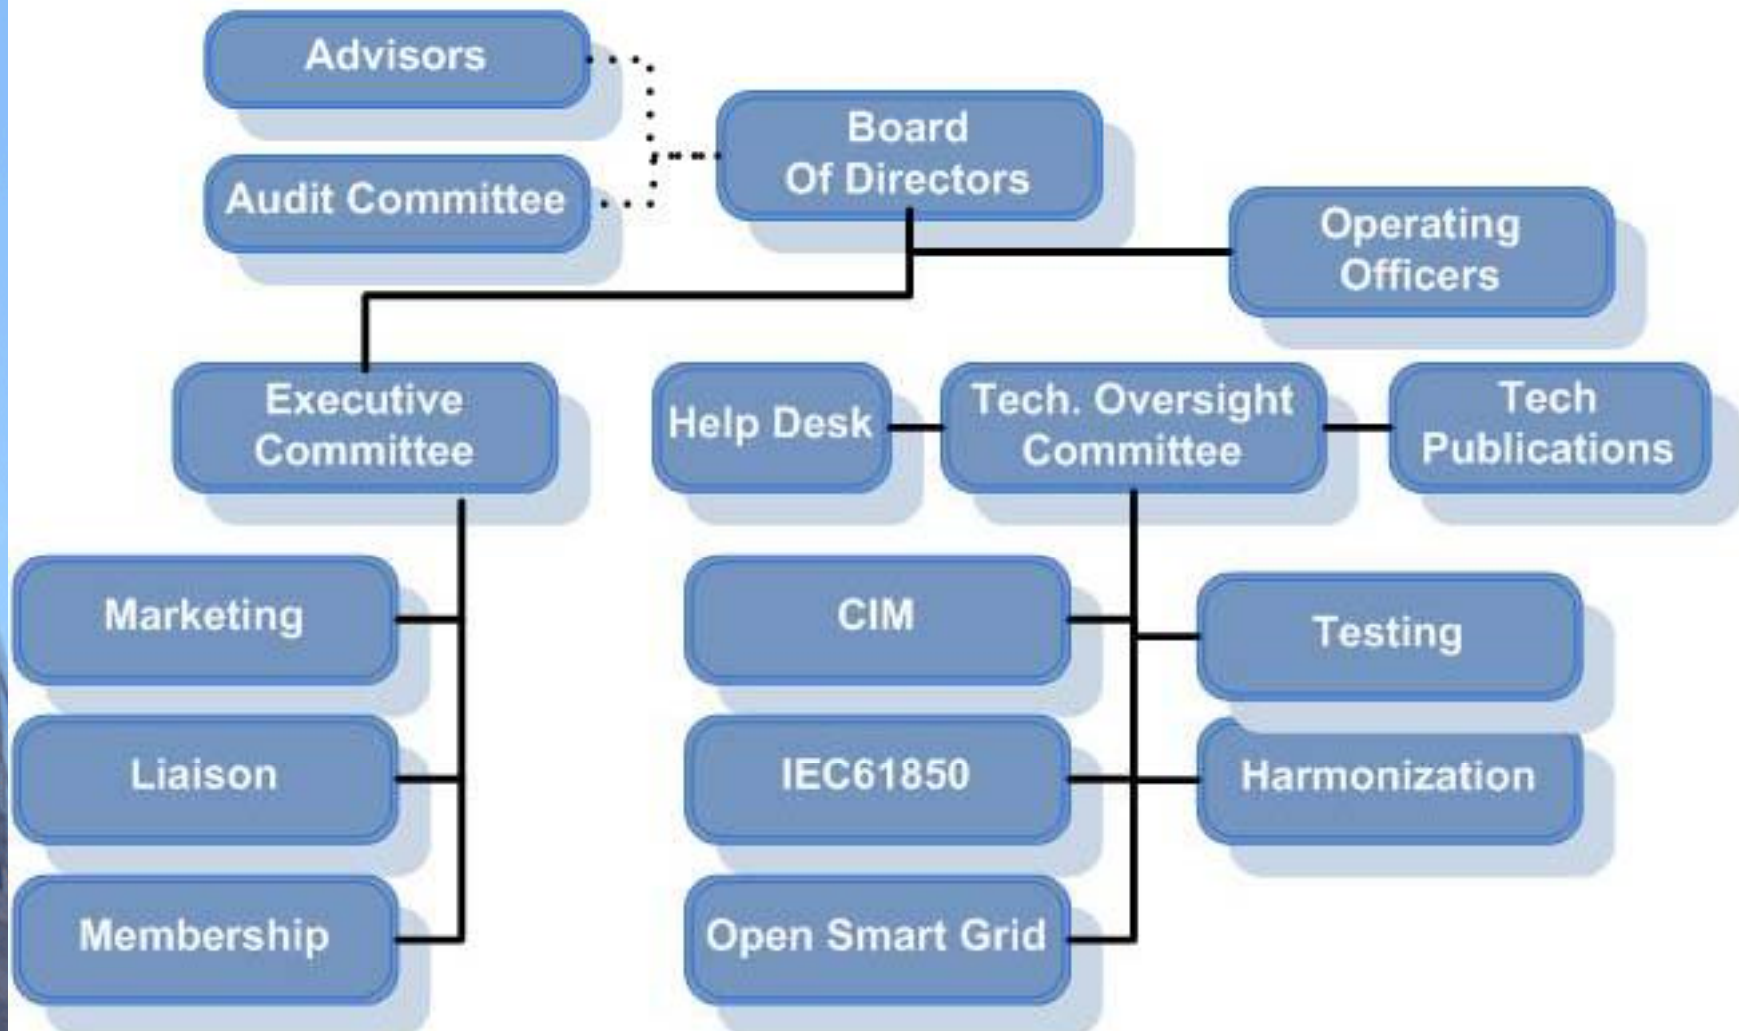 Advisors
Audit Committee
Board
Of Directors
Operating
Officers
Executive
Committee
Help Desk
Tech. Oversight
Committee
Tech
Publications
Marketing
Liaison
Membership
CIM
IEC61850
Open Smart Grid
Testing
Harmonization